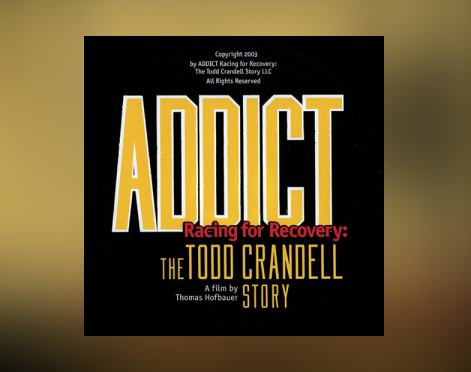 Copyright 2003
by ADDICT Racing for Recovery:
The Todd Crandell Story LLC
All Rights Reserved
ADDICT
Racing for Recovery:
THE TODD CRANDELL
A film by
Thomas Hofbauer
STORY